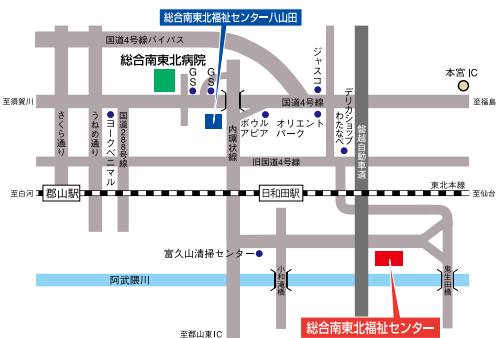 総合南東北福祉センター八山田
国道4号線バイパス
総合南東北病院
GS
GS
ジャスコ
本宮IC
至須賀川
国道4号線
至福島
さくら通り
うねめ通り
ヨークベニマル
国道288号線
内環状線
ボウル
アピア
オリエント
パーク
デリカショップ
わたなべ
磐越自動車道
旧国道4号線
東北本線
至白河
郡山駅
日和田駅
至仙台
富久山清掃センター
阿武隈川
小和滝橋
鬼生田橋
総合南東北福祉センター
至郡山東IC